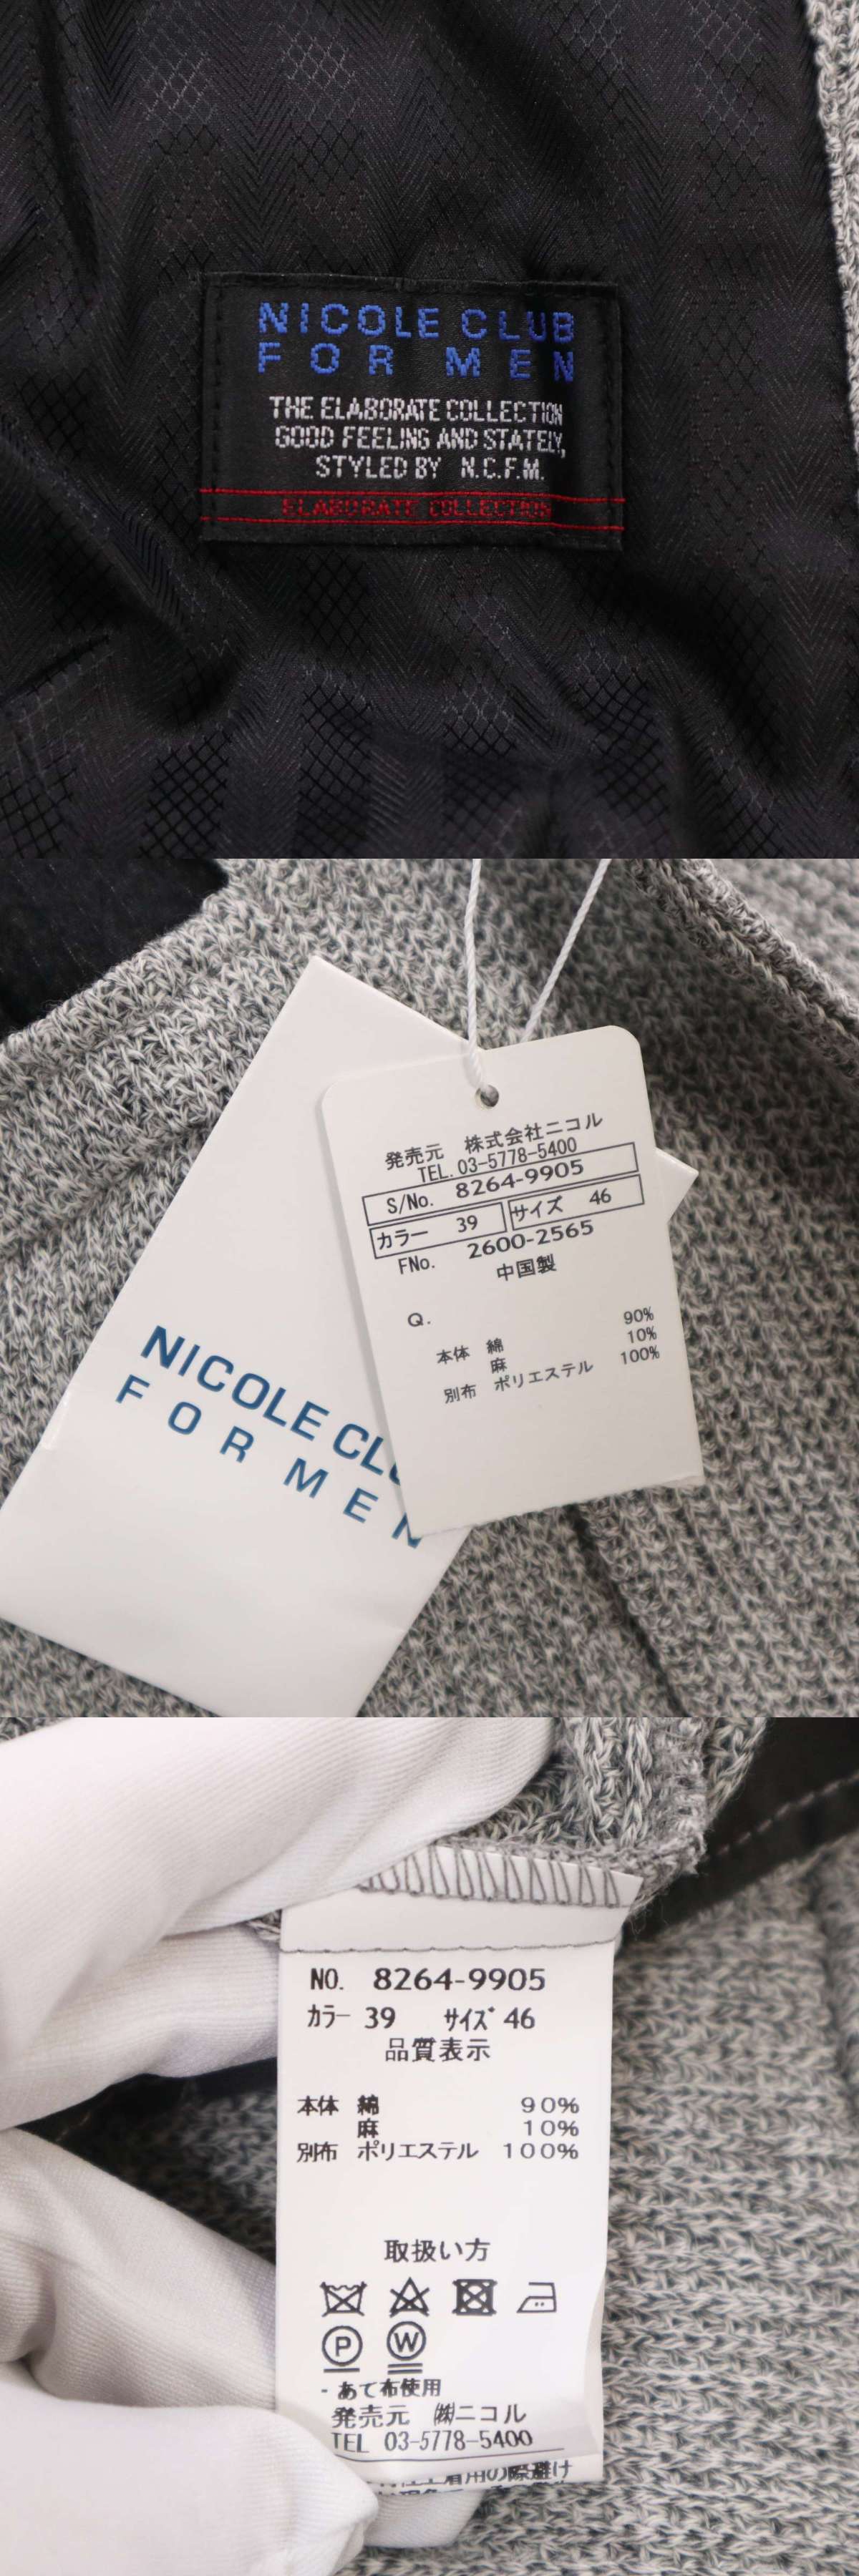 NICOLE CLUB
FOR MEN
THE ELABORATE COLLECTION
GOOD FEELING AND STATELY,
STYLED BY N.C.F.M.
ELABORATE COLLECTION
発売元 株式会社ニコル
TEL.03-5778-5400
S/No. 8264-9905
カラー 39 サイズ 46
FNo. 2600-2565
中国製
Q.
本体 綿 90%
麻 10%
別布 ポリエステル 100%
NICOLE CLU
FOR MEN
NO. 8264-9905
カラー 39 サイズ 46
品質表示
本体 綿 90%
麻 10%
別布 ポリエステル 100%
取扱い方
P W
- あて布使用
発売元 ㈱ニコル
TEL 03-5778-5400
着用の際避け